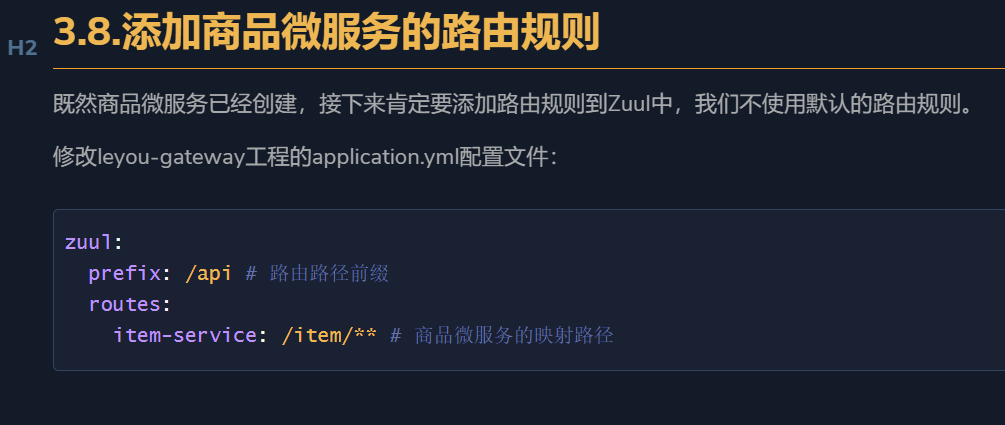 H2 3.8.添加商品微服务的路由规则
既然商品微服务已经创建，接下来肯定要添加路由规则到Zuul中，我们不使用默认的路由规则。
修改leyou-gateway工程的application.yml配置文件：
zuul:
  prefix: /api # 路由路径前缀
  routes:
    item-service: /item/** # 商品微服务的映射路径